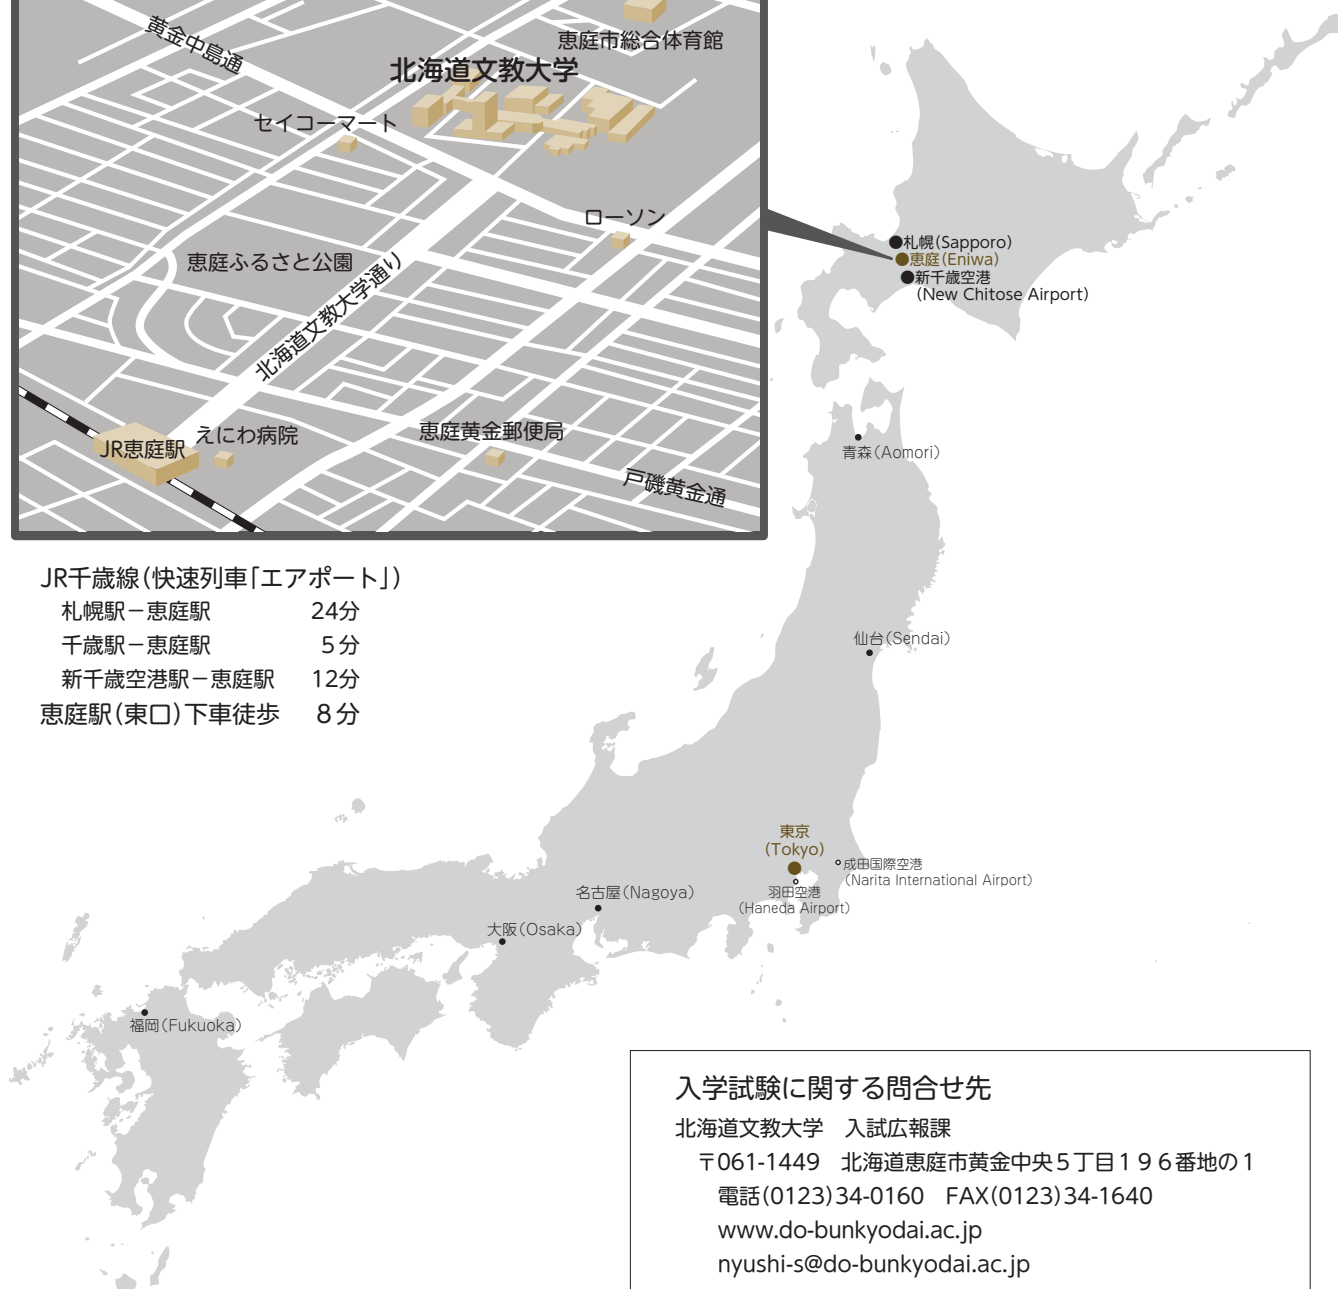 黄金中島通
恵庭市総合体育館
北海道文教大学
セイコーマート
ローソン
恵庭ふるさと公園
北海道文教大学通り
JR恵庭駅
えにわ病院
恵庭黄金郵便局
戸磯黄金通
札幌(Sapporo)
恵庭(Eniwa)
新千歳空港
(New Chitose Airport)
青森(Aomori)
仙台(Sendai)
東京
(Tokyo)
成田国際空港
(Narita International Airport)
羽田空港
(Haneda Airport)
名古屋(Nagoya)
大阪(Osaka)
福岡(Fukuoka)
JR千歳線(快速列車「エアポート」)
札幌駅－恵庭駅 24分
千歳駅－恵庭駅 5分
新千歳空港駅－恵庭駅 12分
恵庭駅(東口)下車徒歩 8分
入学試験に関する問合せ先
北海道文教大学　入試広報課
〒061-1449　北海道恵庭市黄金中央５丁目１９６番地の１
電話(0123)34-0160　FAX(0123)34-1640
www.do-bunkyodai.ac.jp
nyushi-s@do-bunkyodai.ac.jp